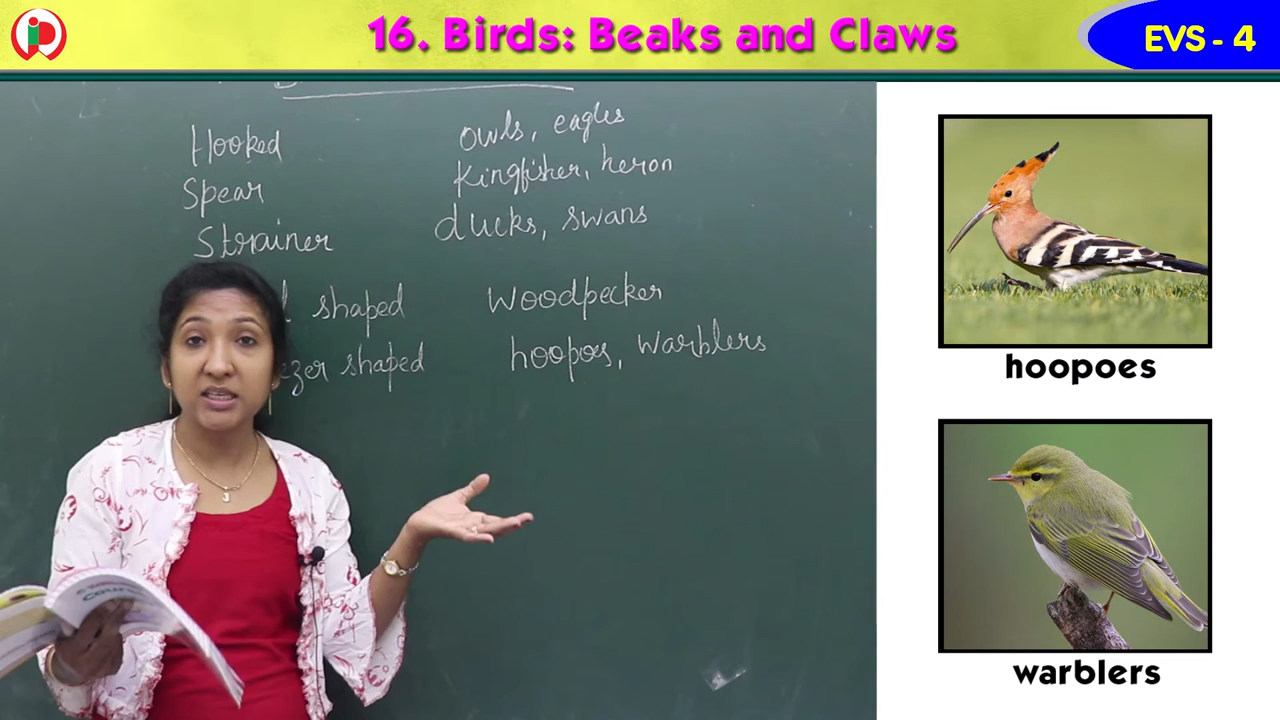 16. Birds: Beaks and Claws
EVS - 4
Hooked owls, eagles
Spear Kingfisher, heron
Strainer ducks, swans
shaped Woodpecker
shaped hoopoes, warblers
hoopoes
warblers